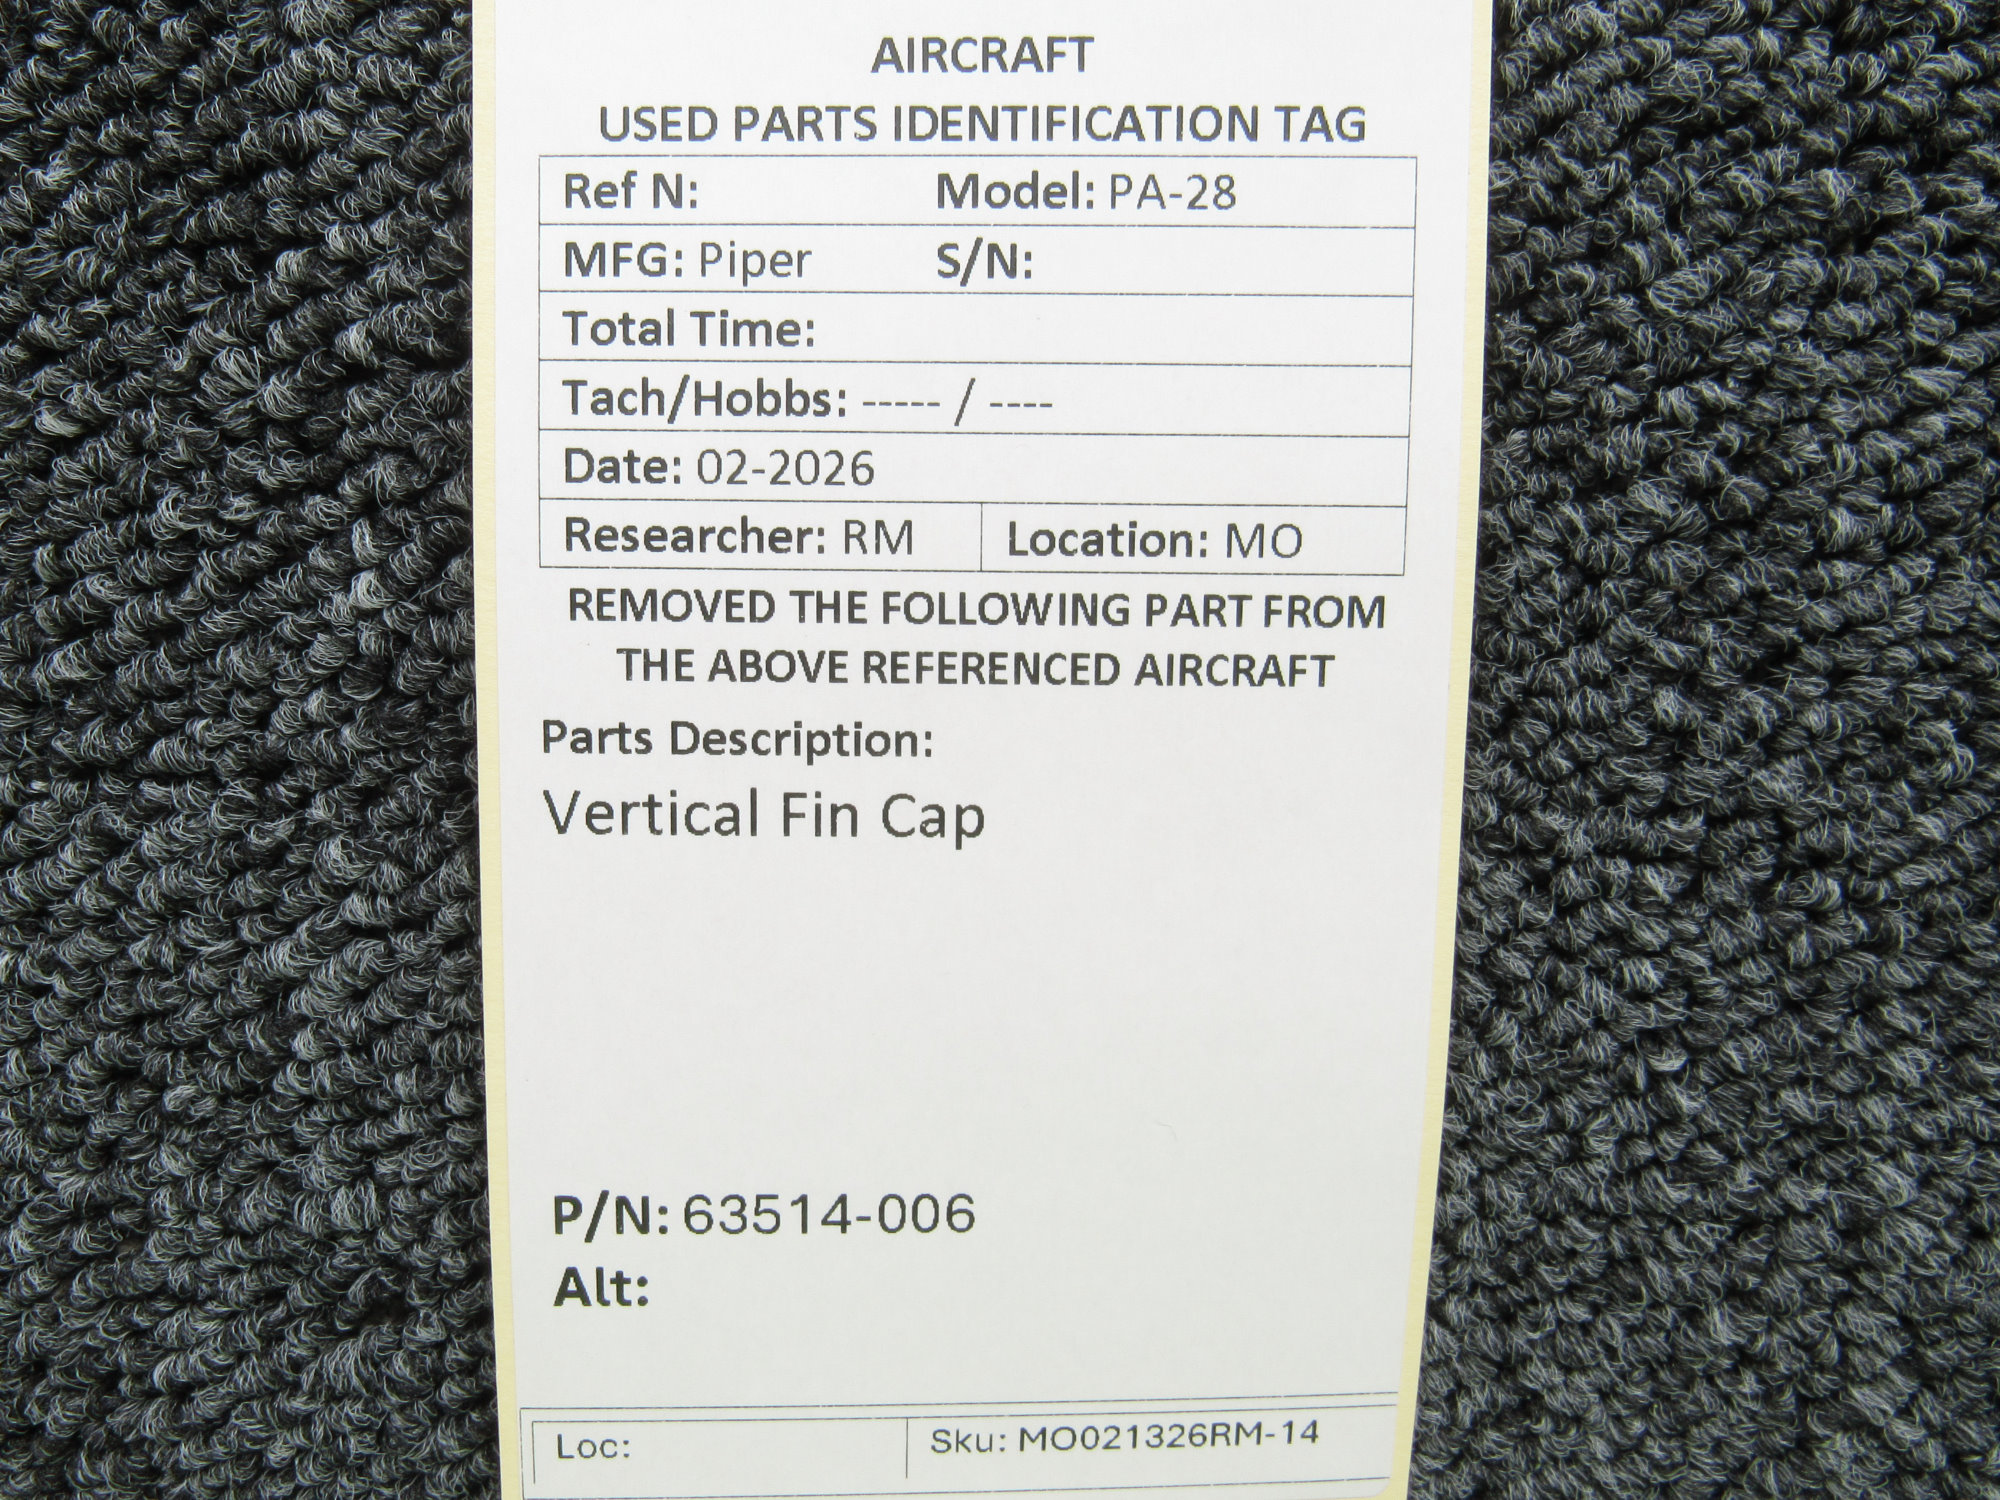 AIRCRAFT
USED PARTS IDENTIFICATION TAG
Ref N: Model: PA-28
MFG: Piper S/N:
Total Time:
Tach/Hobbs: ----- / ----
Date: 02-2026
Researcher: RM Location: MO
REMOVED THE FOLLOWING PART FROM
THE ABOVE REFERENCED AIRCRAFT
Parts Description:
Vertical Fin Cap
P/N: 63514-006
Alt:
Loc: Sku: MO021326RM-14